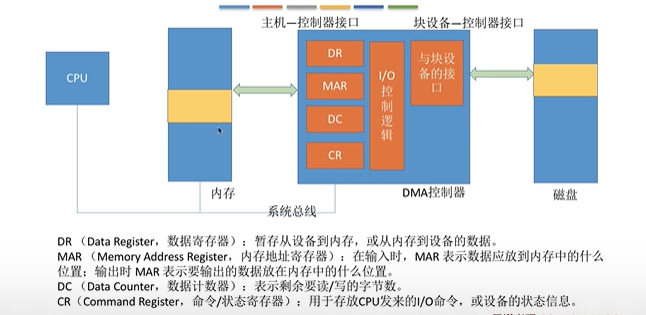 主机—控制器接口
块设备—控制器接口
CPU
DR
MAR
DC
CR
I/O
控
制
逻
辑
与块设
备的接
口
内存
DMA控制器
磁盘
系统总线
DR （Data Register，数据寄存器）：暂存从设备到内存，或从内存到设备的数据。
MAR （Memory Address Register，内存地址寄存器）：在输入时，MAR 表示数据应放到内存中的什么
位置；输出时 MAR 表示要输出的数据放在内存中的什么位置。
DC （Data Counter，数据计数器）：表示剩余要读/写的字节数。
CR（Command Register，命令/状态寄存器）：用于存放CPU发来的I/O命令，或设备的状态信息。